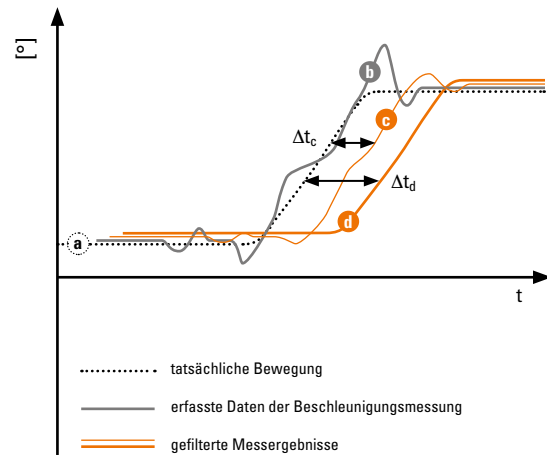 [°]
b
c
Δt_c
Δt_d
d
a
t
tatsächliche Bewegung
erfasste Daten der Beschleunigungsmessung
gefilterte Messergebnisse